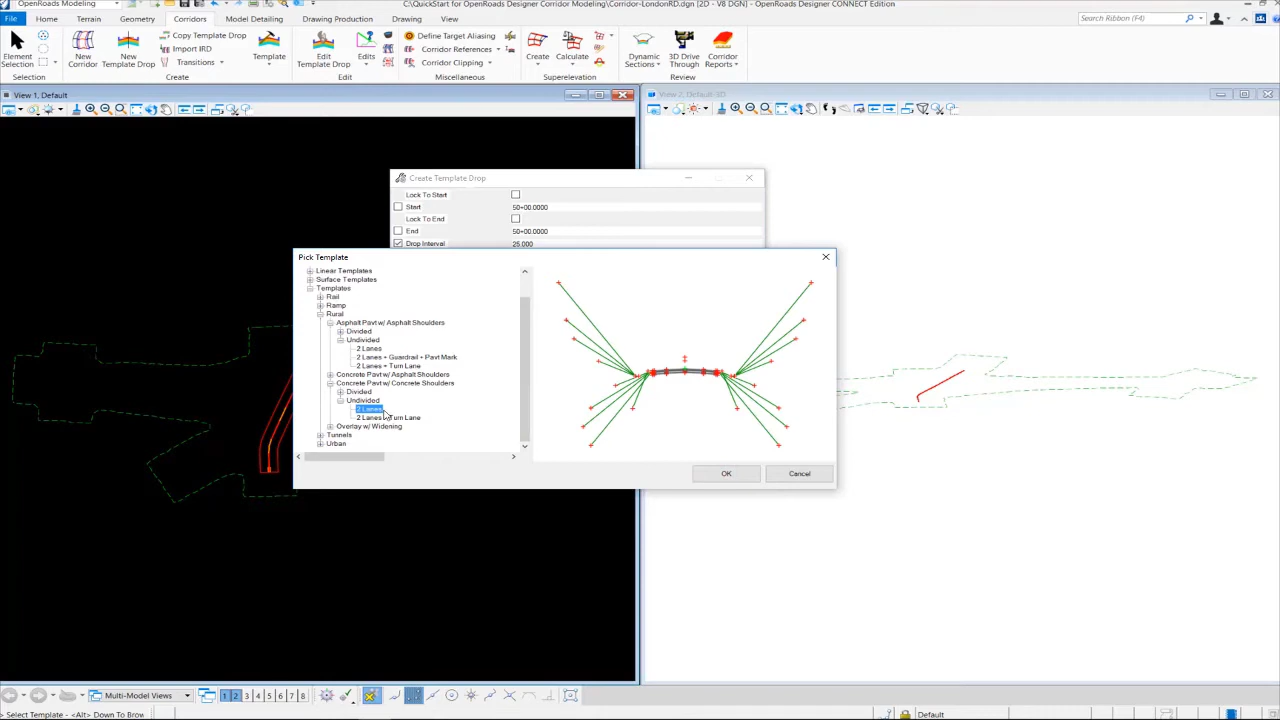 OpenRoads Modeling
C:\QuickStart for OpenRoads Designer Corridor Modeling\Corridor-LondonRD.dgn [2D - V8 DGN] - OpenRoads Designer CONNECT Edition
File Home Terrain Geometry Corridors Model Detailing Drawing Production Drawing View
Search Ribbon (F4)
Element Selection
Selection
New Corridor
New Template Drop
Copy Template Drop
Import IRD
Transitions
Template
Create
Edit Template Drop
Edits
Edit
Define Target Aliasing
Corridor References
Corridor Clipping
Miscellaneous
Create
Calculate
Superelevation
Dynamic Sections
3D Drive Through
Corridor Reports
Review
View 1, Default
View 2, Default-3D
Create Template Drop
Lock To Start
Start 50+00.0000
Lock To End
End 50+00.0000
Drop Interval 25.000
Pick Template
Linear Templates
Surface Templates
Templates
Rail
Ramp
Rural
Asphalt Pavt w/ Asphalt Shoulders
Divided
Undivided
2 Lanes
2 Lanes + Guardrail + Pavt Mark
2 Lanes + Turn Lane
Concrete Pavt w/ Asphalt Shoulders
Concrete Pavt w/ Concrete Shoulders
Divided
Undivided
2 Lanes
2 Lanes + Turn Lane
Overlay w/ Widening
Tunnels
Urban
OK Cancel
Multi-Model Views
1 2 3 4 5 6 7 8
> Select Template - <Alt> Down To Brow
Default